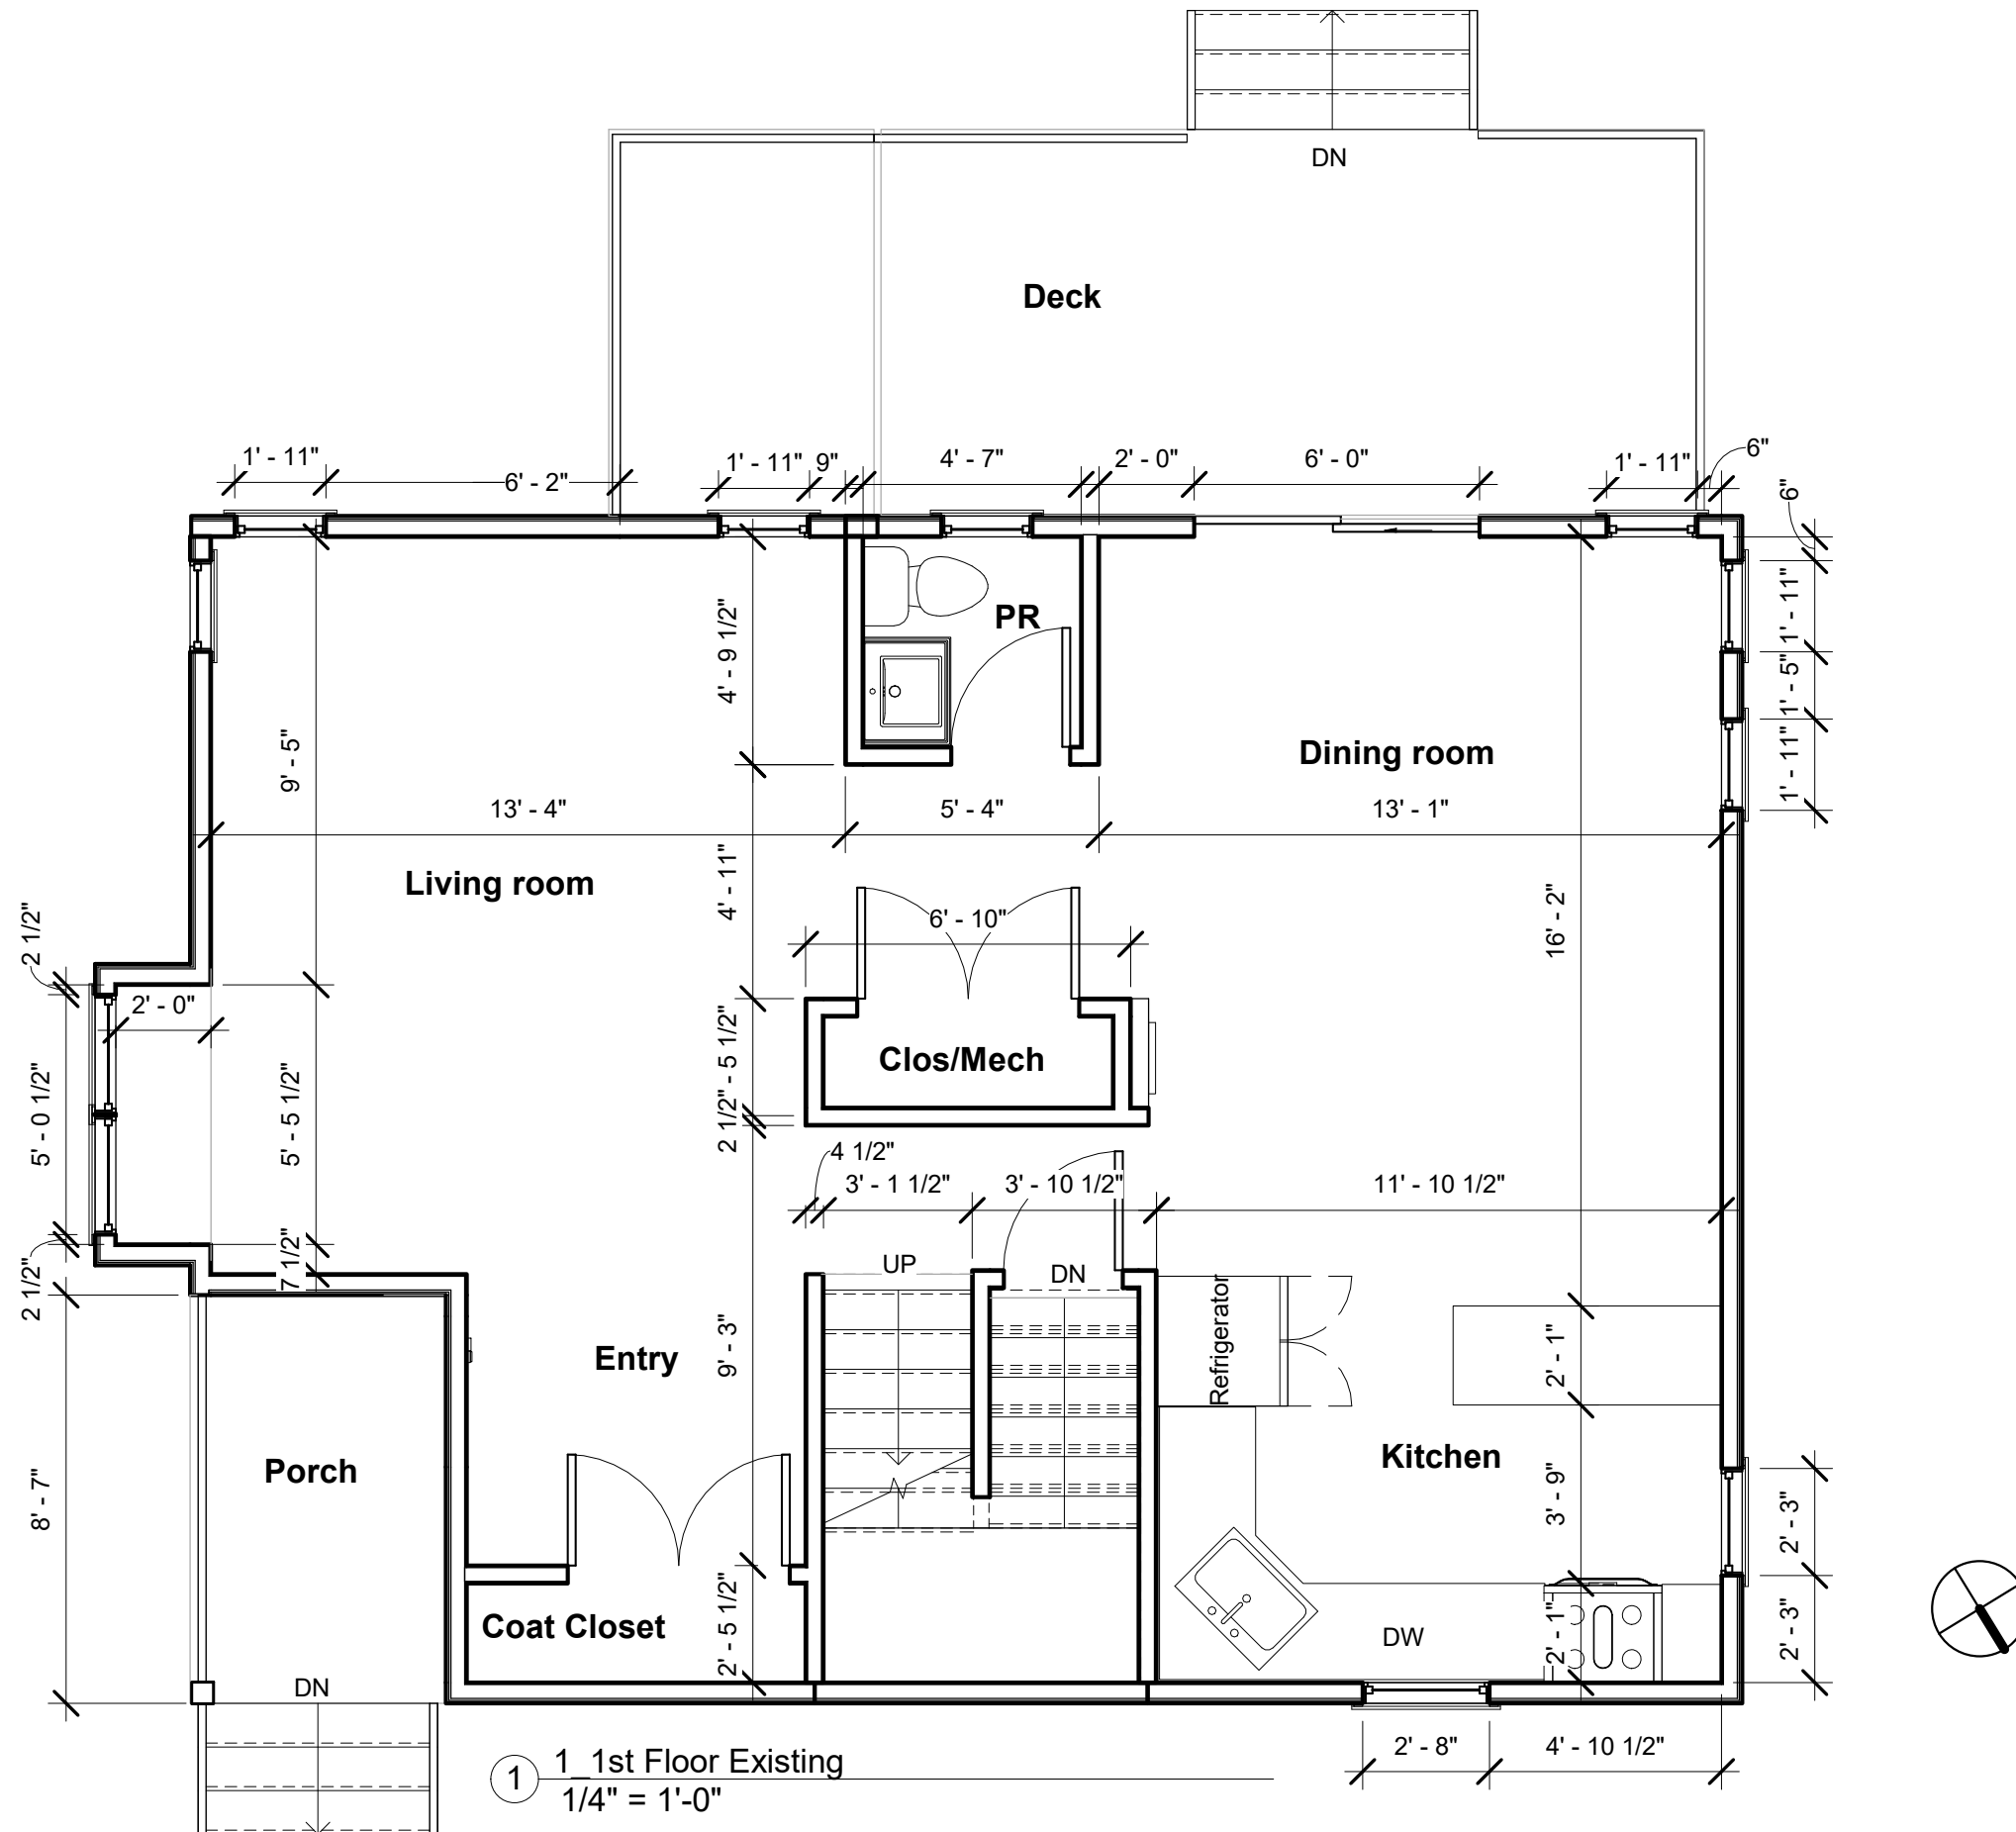 DN
Deck
1' - 11"
6' - 2"
1' - 11"
9"
4' - 7"
2' - 0"
6' - 0"
1' - 11"
6"
6"
PR
4' - 9 1/2"
1' - 11"
1' - 5"
1' - 11"
9' - 5"
Dining room
13' - 4"
5' - 4"
13' - 1"
Living room
4' - 11"
6' - 10"
16' - 2"
2 1/2"
2' - 0"
Clos/Mech
2' - 5 1/2"
2 1/2"
5' - 0 1/2"
5' - 5 1/2"
4 1/2"
3' - 1 1/2"
3' - 10 1/2"
11' - 10 1/2"
7 1/2"
2 1/2"
UP
DN
Refrigerator
Entry
9' - 3"
2' - 1"
Porch
Kitchen
8' - 7"
3' - 9"
2' - 3"
Coat Closet
2' - 5 1/2"
DW
2' - 1"
2' - 3"
DN
2' - 8"
4' - 10 1/2"
1
1_1st Floor Existing
1/4" = 1'-0"